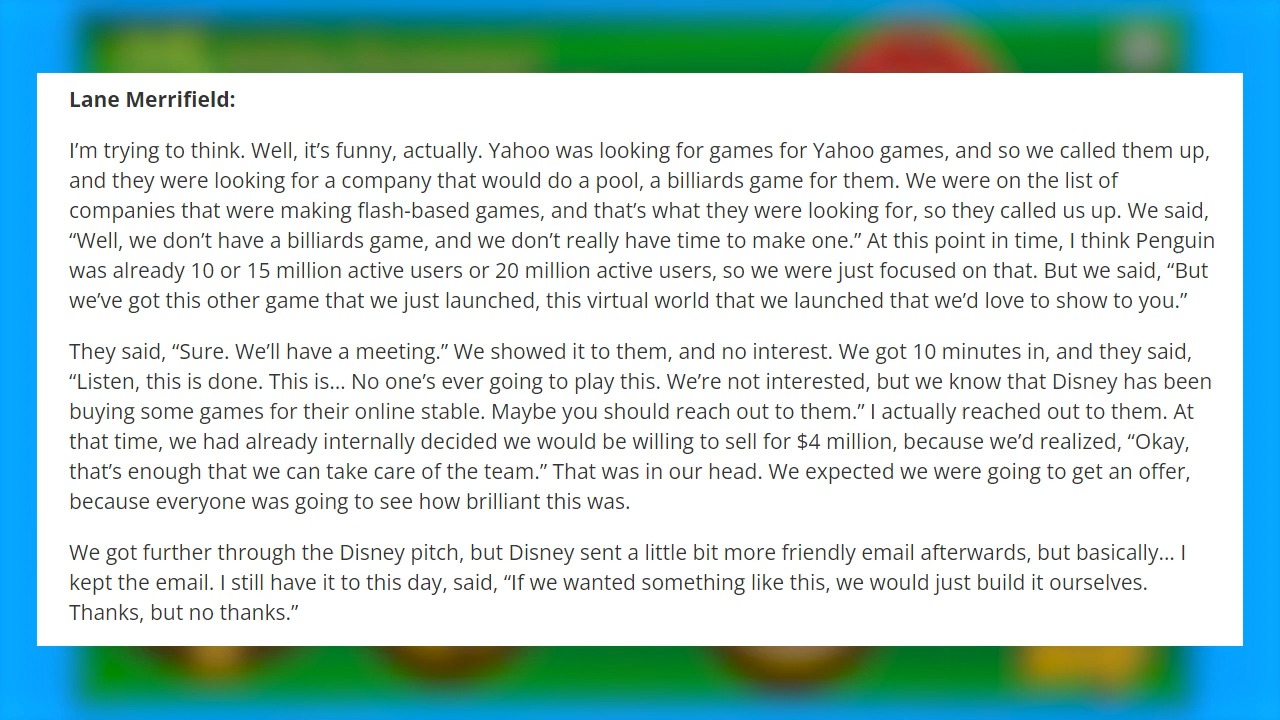 Lane Merrifield:
I’m trying to think. Well, it’s funny, actually. Yahoo was looking for games for Yahoo games, and so we called them up,
and they were looking for a company that would do a pool, a billiards game for them. We were on the list of
companies that were making flash-based games, and that’s what they were looking for, so they called us up. We said,
“Well, we don’t have a billiards game, and we don’t really have time to make one.” At this point in time, I think Penguin
was already 10 or 15 million active users or 20 million active users, so we were just focused on that. But we said, “But
we’ve got this other game that we just launched, this virtual world that we launched that we’d love to show to you.”
They said, “Sure. We’ll have a meeting.” We showed it to them, and no interest. We got 10 minutes in, and they said,
“Listen, this is done. This is… No one’s ever going to play this. We’re not interested, but we know that Disney has been
buying some games for their online stable. Maybe you should reach out to them.” I actually reached out to them. At
that time, we had already internally decided we would be willing to sell for $4 million, because we’d realized, “Okay,
that’s enough that we can take care of the team.” That was in our head. We expected we were going to get an offer,
because everyone was going to see how brilliant this was.
We got further through the Disney pitch, but Disney sent a little bit more friendly email afterwards, but basically… I
kept the email. I still have it to this day, said, “If we wanted something like this, we would just build it ourselves.
Thanks, but no thanks.”